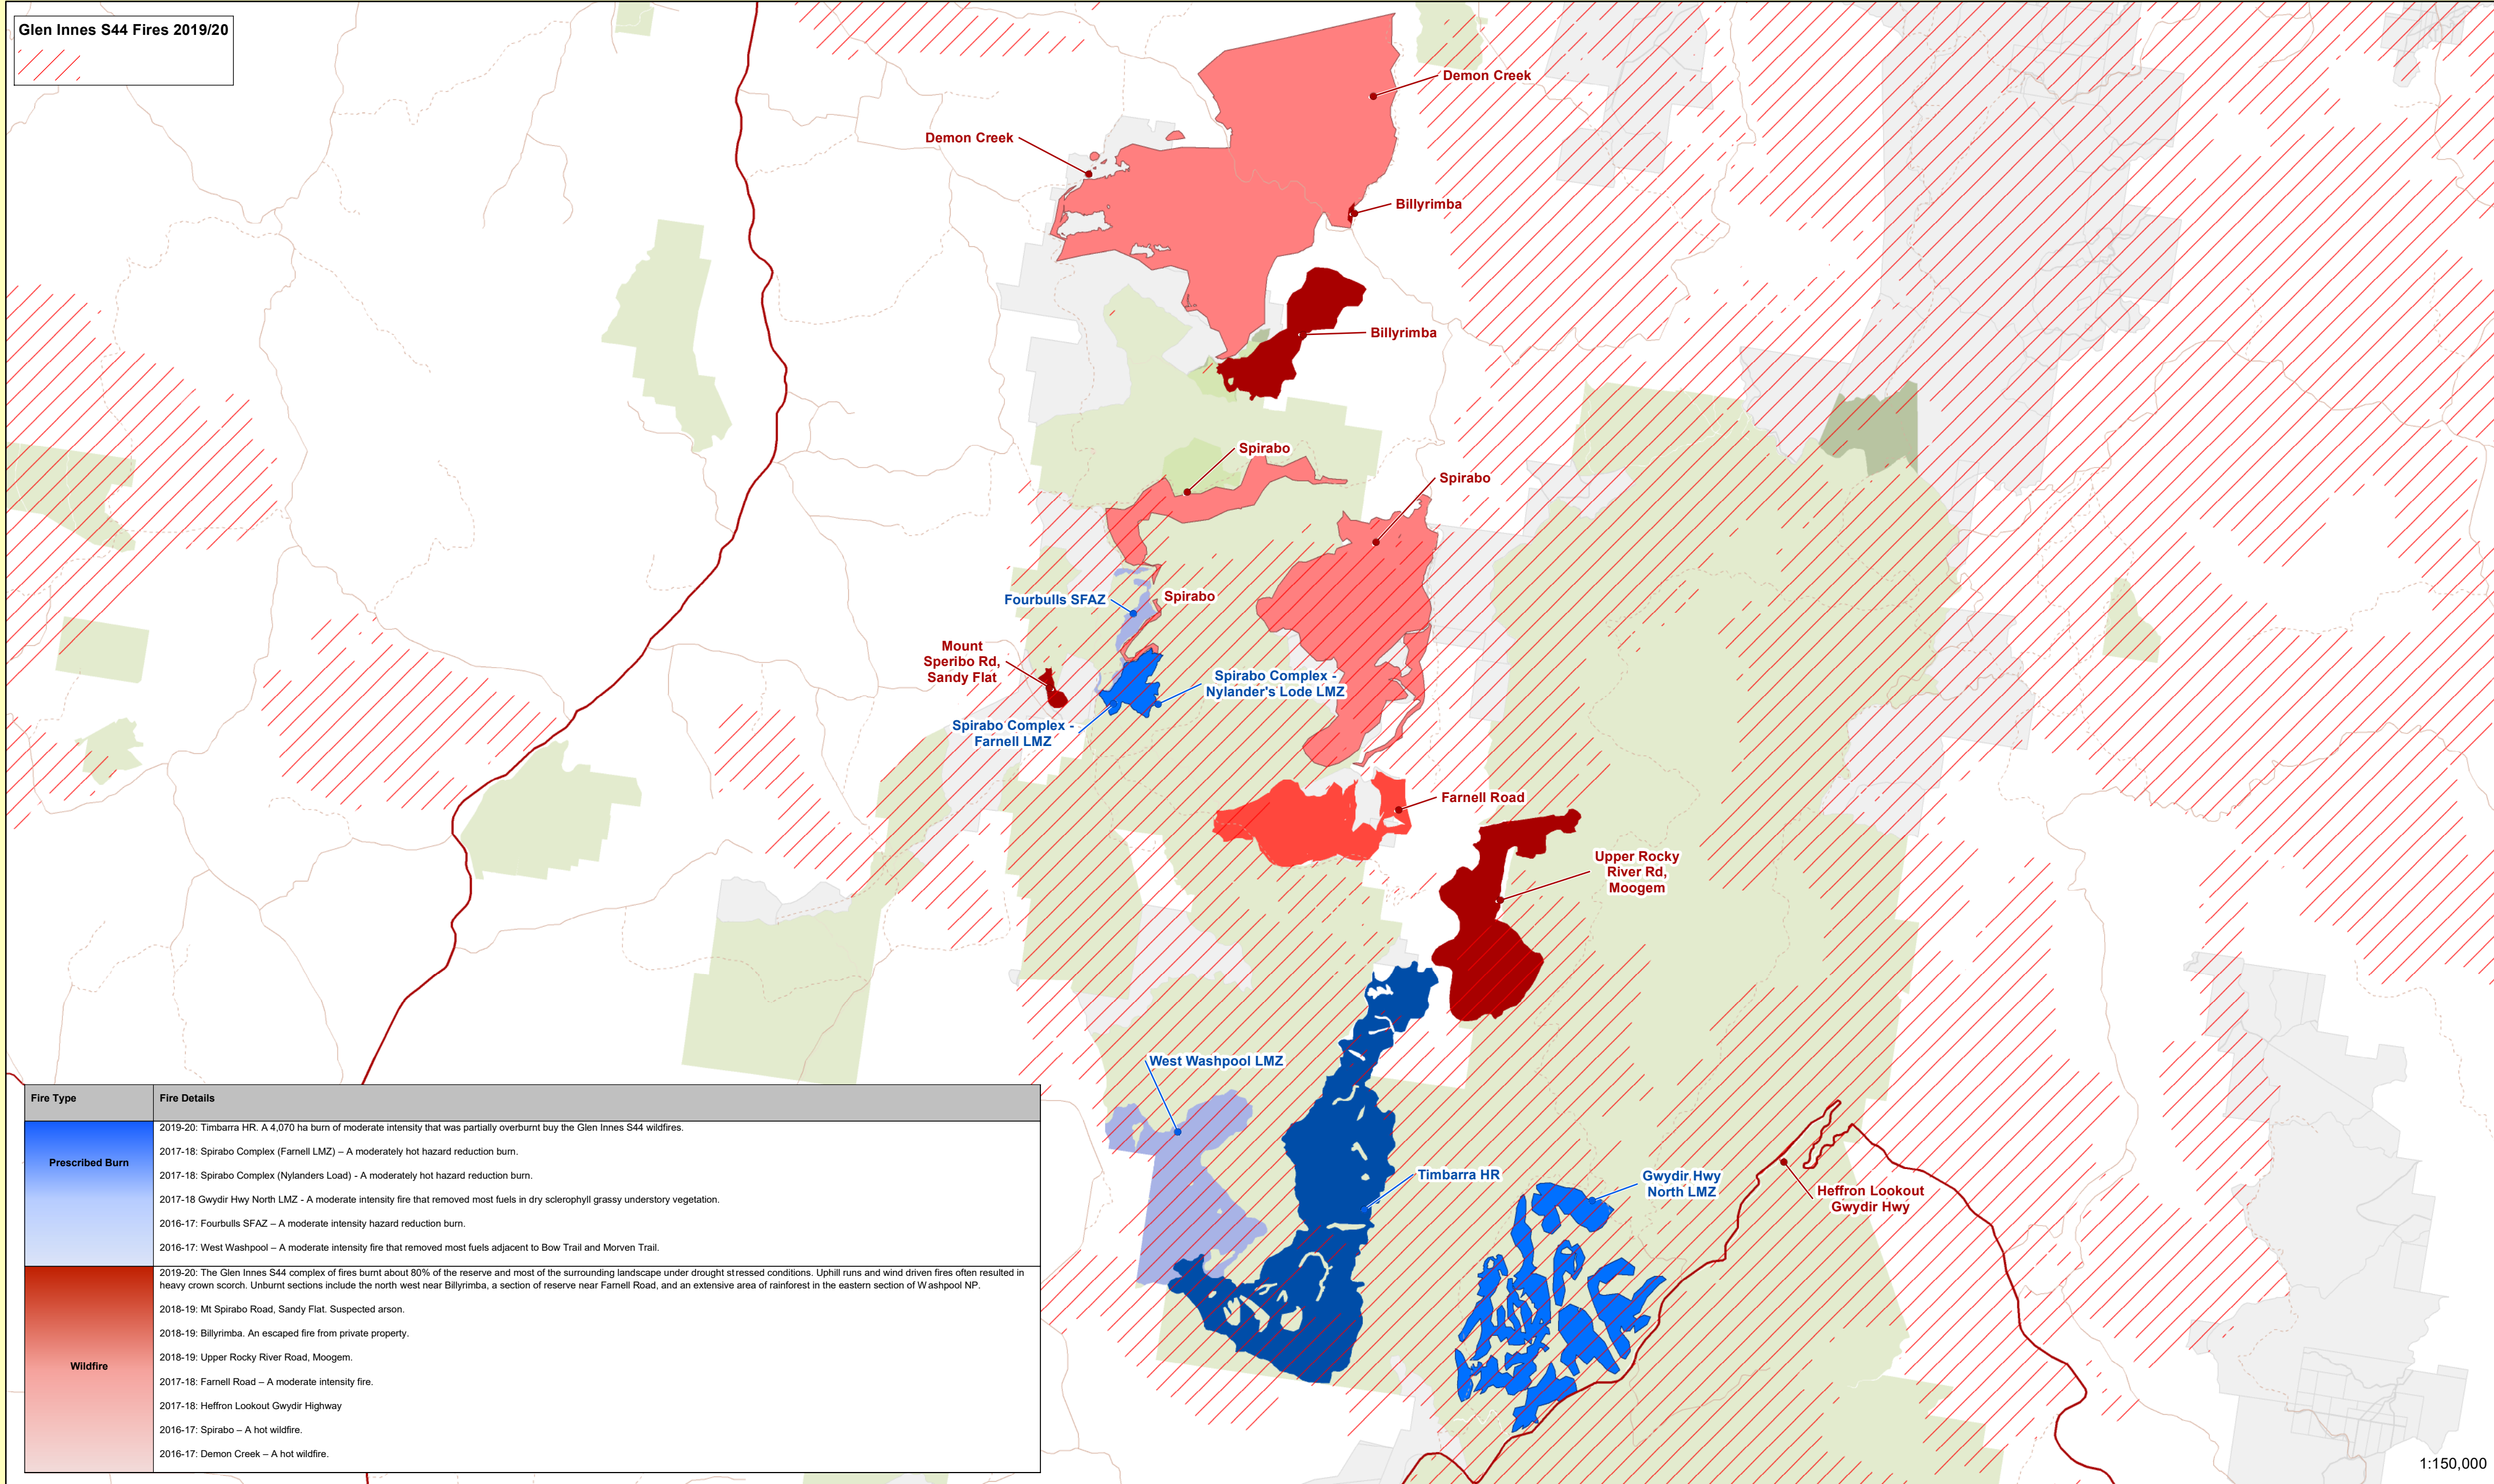 Glen Innes S44 Fires 2019/20
Demon Creek
Demon Creek
Billyrimba
Billyrimba
Spirabo
Spirabo
Fourbulls SFAZ
Spirabo
Mount
Speribo Rd,
Sandy Flat
Spirabo Complex -
Nylander's Lode LMZ
Spirabo Complex -
Farnell LMZ
Farnell Road
Upper Rocky
River Rd,
Moogem
West Washpool LMZ
Timbarra HR
Gwydir Hwy
North LMZ
Heffron Lookout
Gwydir Hwy
Fire Type
Fire Details
Prescribed Burn
2019-20: Timbarra HR. A 4,070 ha burn of moderate intensity that was partially overburnt buy the Glen Innes S44 wildfires.
2017-18: Spirabo Complex (Farnell LMZ) – A moderately hot hazard reduction burn.
2017-18: Spirabo Complex (Nylanders Load) - A moderately hot hazard reduction burn.
2017-18 Gwydir Hwy North LMZ - A moderate intensity fire that removed most fuels in dry sclerophyll grassy understory vegetation.
2016-17: Fourbulls SFAZ – A moderate intensity hazard reduction burn.
2016-17: West Washpool – A moderate intensity fire that removed most fuels adjacent to Bow Trail and Morven Trail.
Wildfire
2019-20: The Glen Innes S44 complex of fires burnt about 80% of the reserve and most of the surrounding landscape under drought stressed conditions. Uphill runs and wind driven fires often resulted in
heavy crown scorch. Unburnt sections include the north west near Billyrimba, a section of reserve near Farnell Road, and an extensive area of rainforest in the eastern section of Washpool NP.
2018-19: Mt Spirabo Road, Sandy Flat. Suspected arson.
2018-19: Billyrimba. An escaped fire from private property.
2018-19: Upper Rocky River Road, Moogem.
2017-18: Farnell Road – A moderate intensity fire.
2017-18: Heffron Lookout Gwydir Highway
2016-17: Spirabo – A hot wildfire.
2016-17: Demon Creek – A hot wildfire.
1:150,000